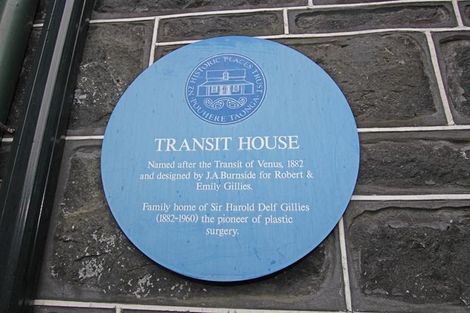 NZ HISTORIC PLACES TRUST
POUHERE TAONGA
TRANSIT HOUSE
Named after the Transit of Venus, 1882
and designed by J.A.Burnside for Robert &
Emily Gillies.
Family home of Sir Harold Delf Gillies
(1882-1960) the pioneer of plastic
surgery.